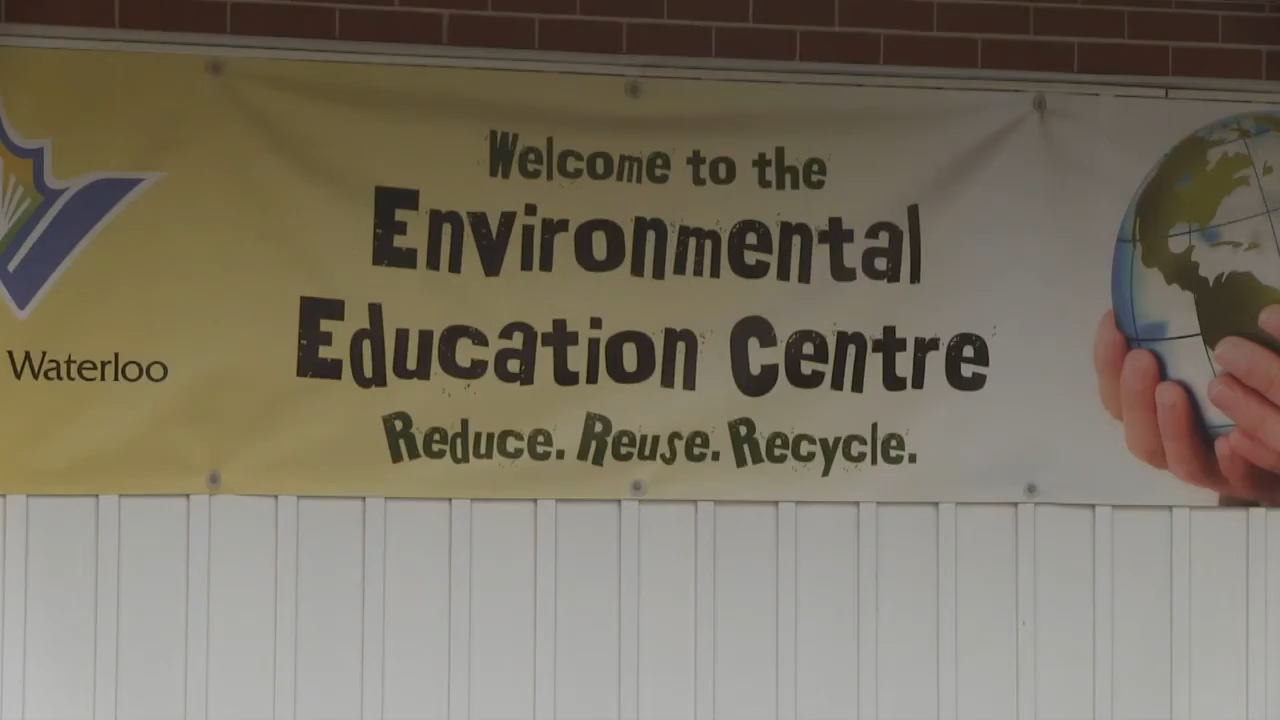 Waterloo
Welcome to the
Environmental
Education Centre
Reduce. Reuse. Recycle.